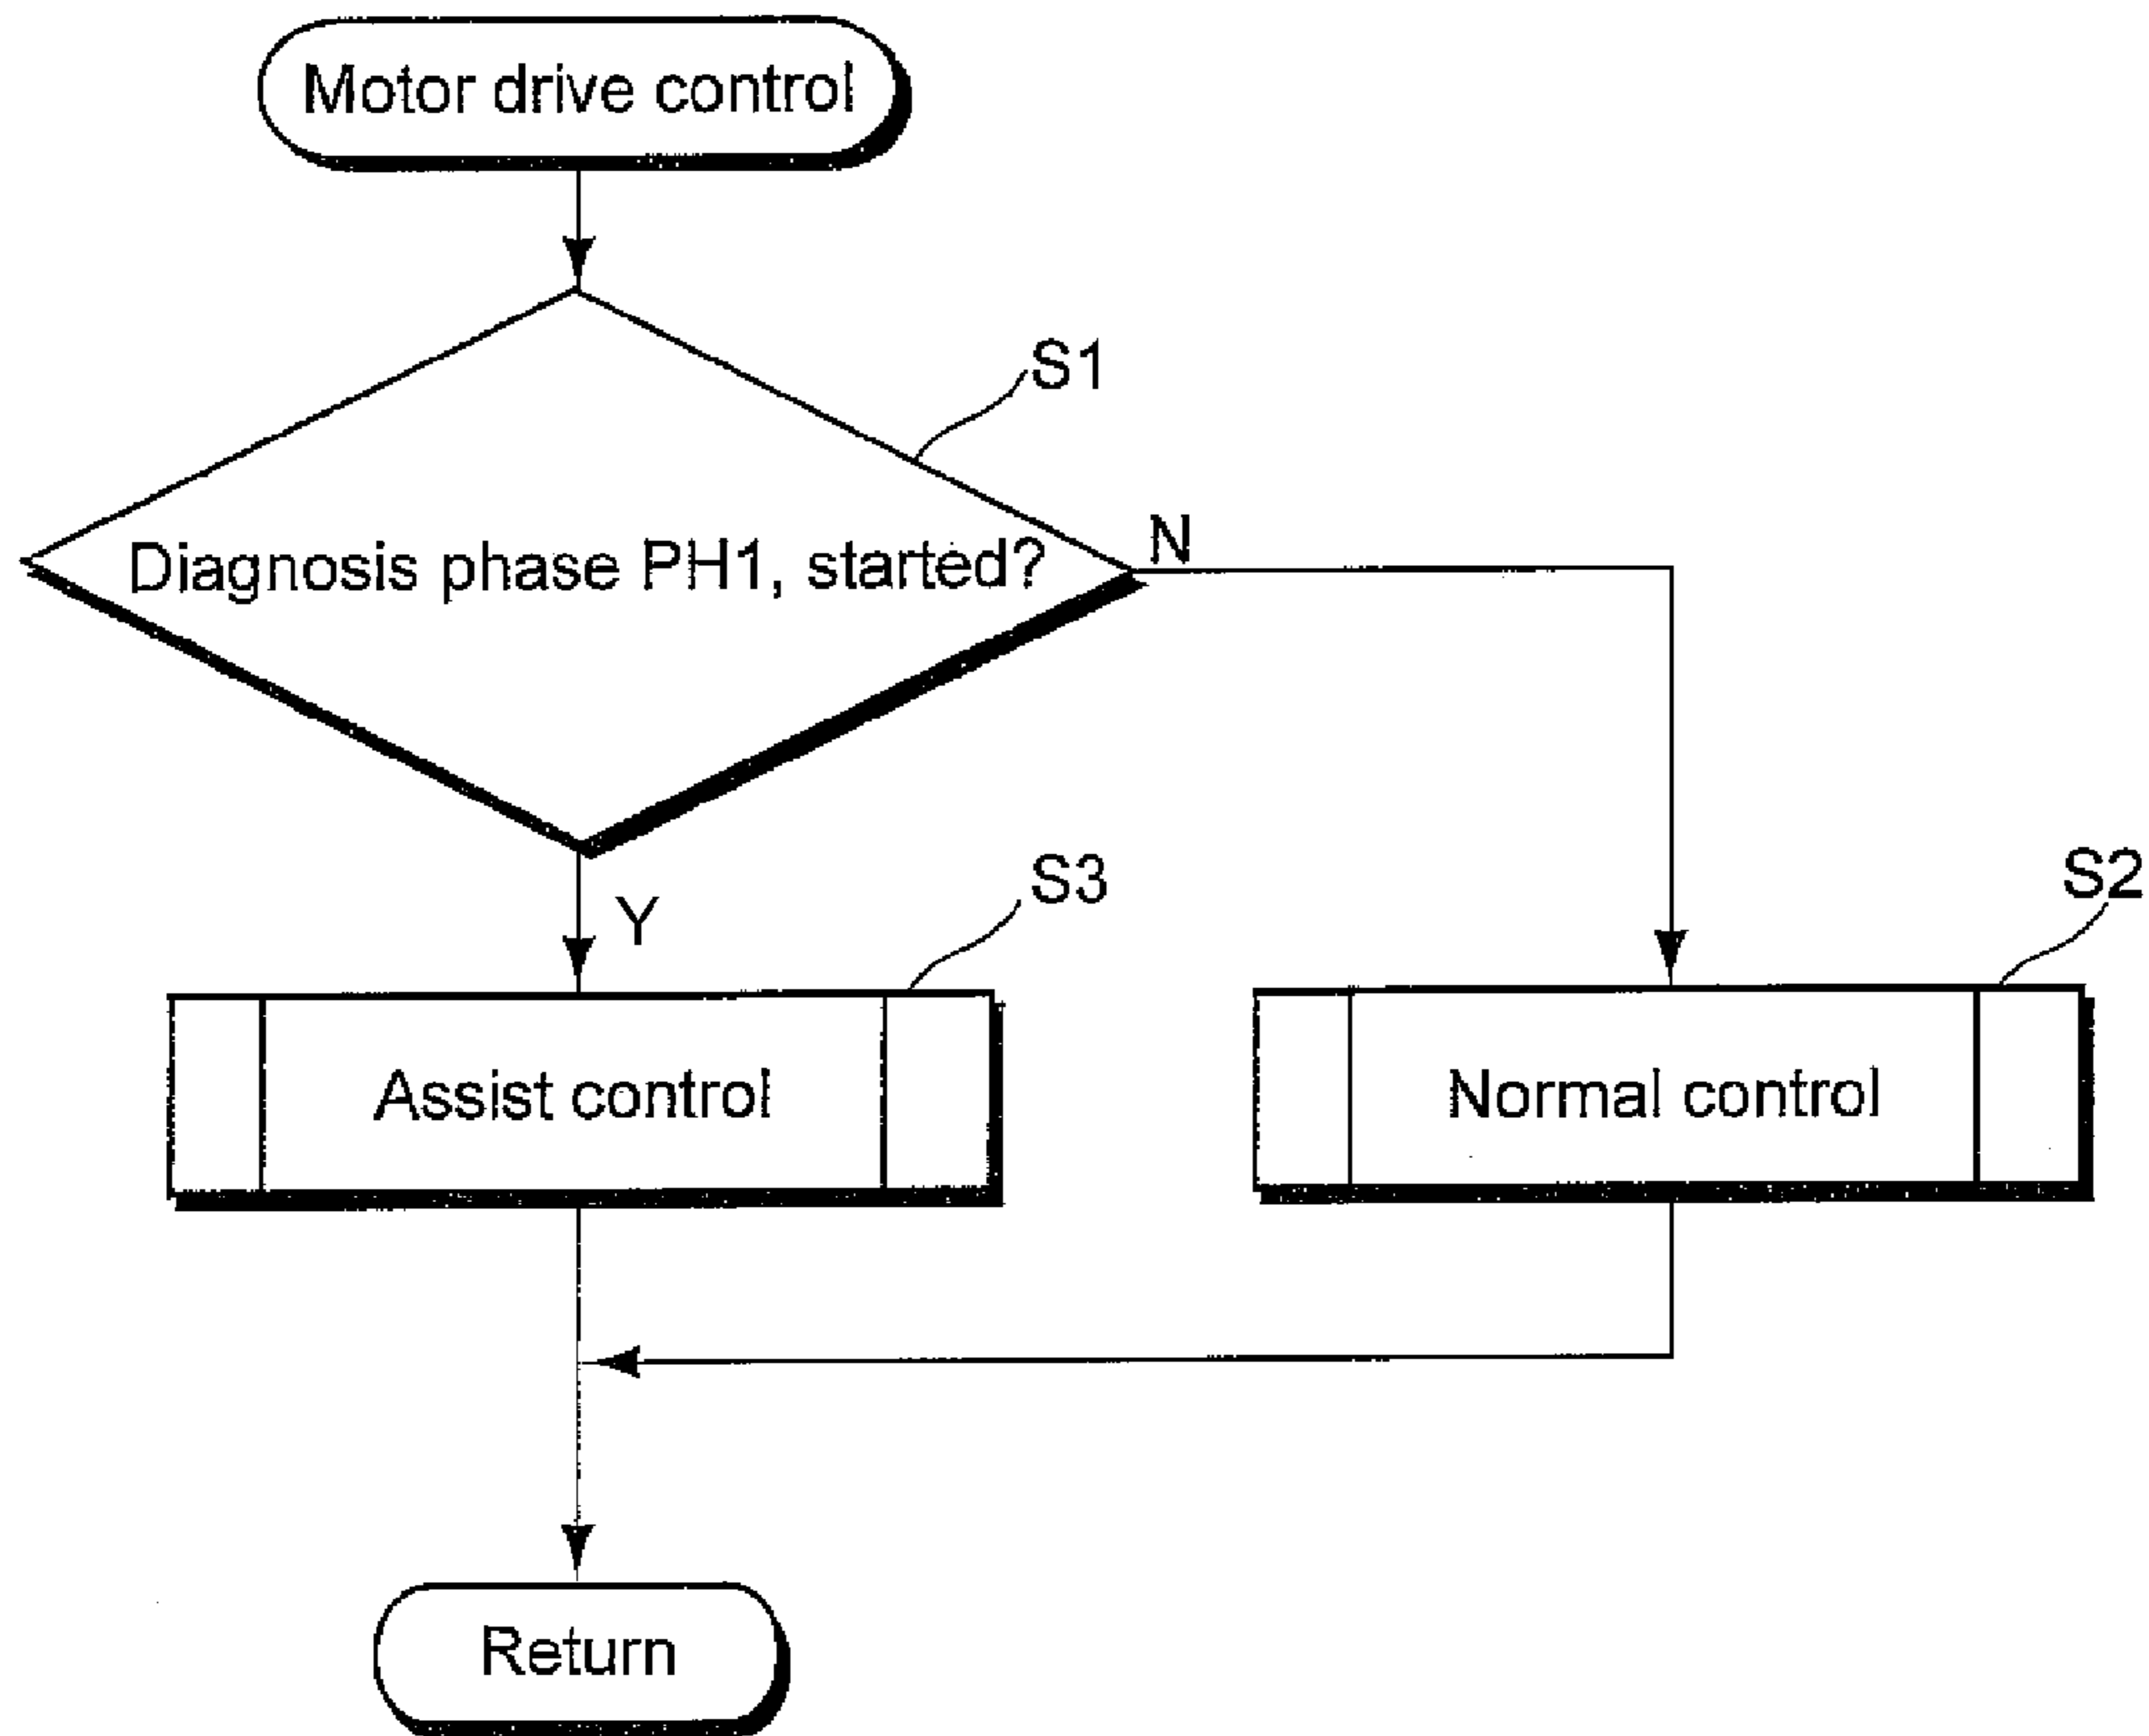 Motor drive control
S1
Diagnosis phase PH1, started?
N
Y
S3
S2
Assist control
Normal control
Return